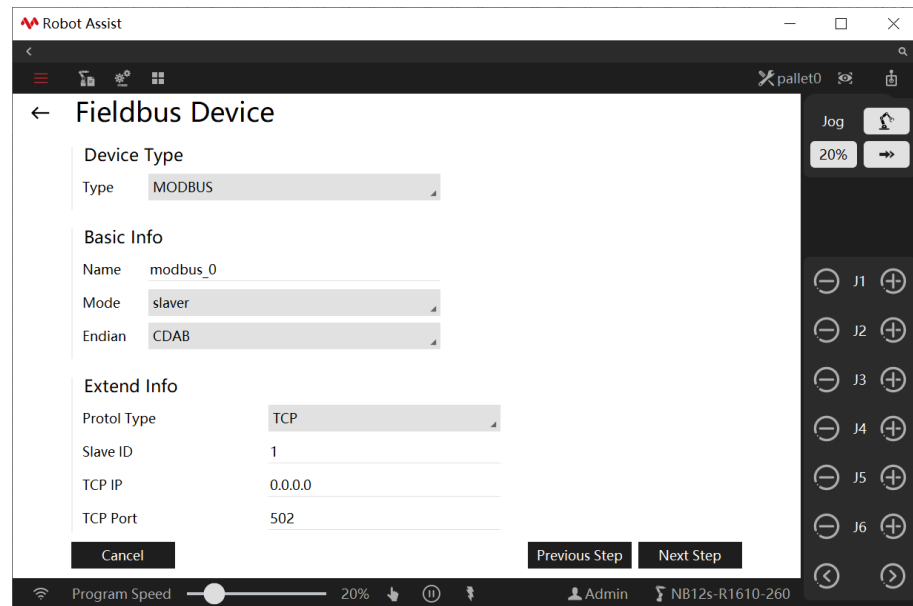 Robot Assist
pallet0
Fieldbus Device
Jog
20%
Device Type
Type MODBUS
Basic Info
Name modbus_0
Mode slaver
Endian CDAB
Extend Info
Protol Type TCP
Slave ID 1
TCP IP 0.0.0.0
TCP Port 502
Cancel Previous Step Next Step
J1
J2
J3
J4
J5
J6
Program Speed 20% Admin NB12s-R1610-260